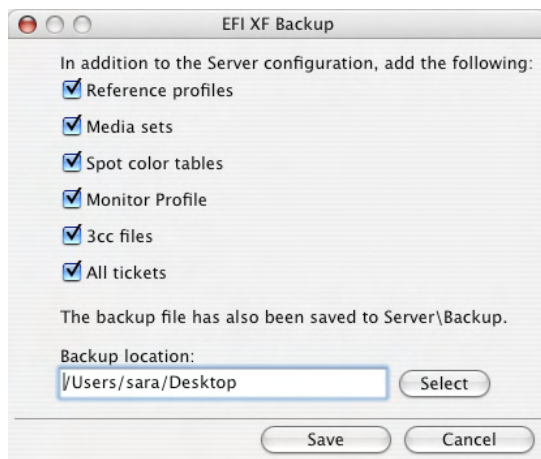 EFI XF Backup
In addition to the Server configuration, add the following:
Reference profiles
Media sets
Spot color tables
Monitor Profile
3cc files
All tickets
The backup file has also been saved to Server\Backup.
Backup location:
/Users/sara/Desktop
Select
Save
Cancel